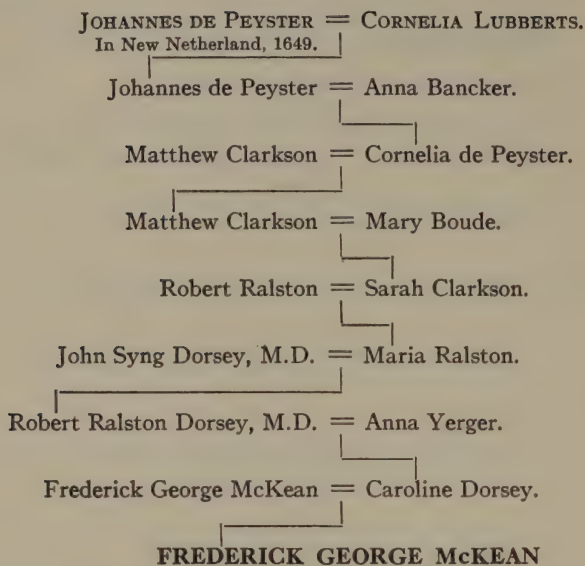 JOHANNES DE PEYSTER = CORNELIA LUBBERTS.
In New Netherland, 1649.
Johannes de Peyster = Anna Bancker.
Matthew Clarkson = Cornelia de Peyster.
Matthew Clarkson = Mary Boude.
Robert Ralston = Sarah Clarkson.
John Syng Dorsey, M.D. = Maria Ralston.
Robert Ralston Dorsey, M.D. = Anna Yerger.
Frederick George McKean = Caroline Dorsey.
FREDERICK GEORGE McKEAN